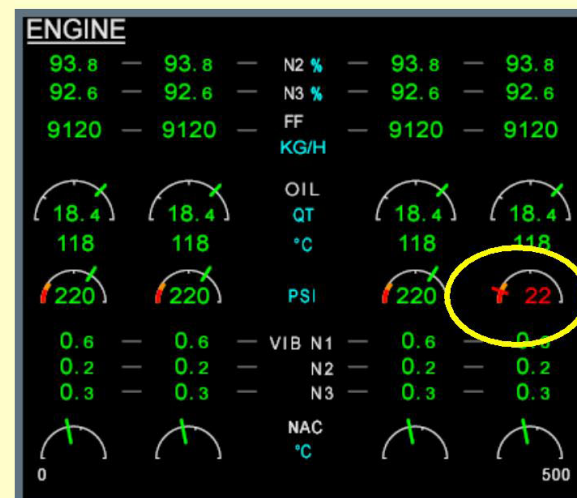 ENGINE
93.8 — 93.8 — N2 % — 93.8 — 93.8
92.6 — 92.6 — N3 % — 92.6 — 92.6
9120 — 9120 — FF KG/H — 9120 — 9120
OIL
18.4 18.4 QT 18.4 18.4
118 118 °C 118 118
220 220 PSI 220 22
0.6 — 0.6 — VIB N1 — 0.6 — 0.6
0.2 — 0.2 — N2 — 0.2 — 0.2
0.3 — 0.3 — N3 — 0.3 — 0.3
NAC
°C
0 500